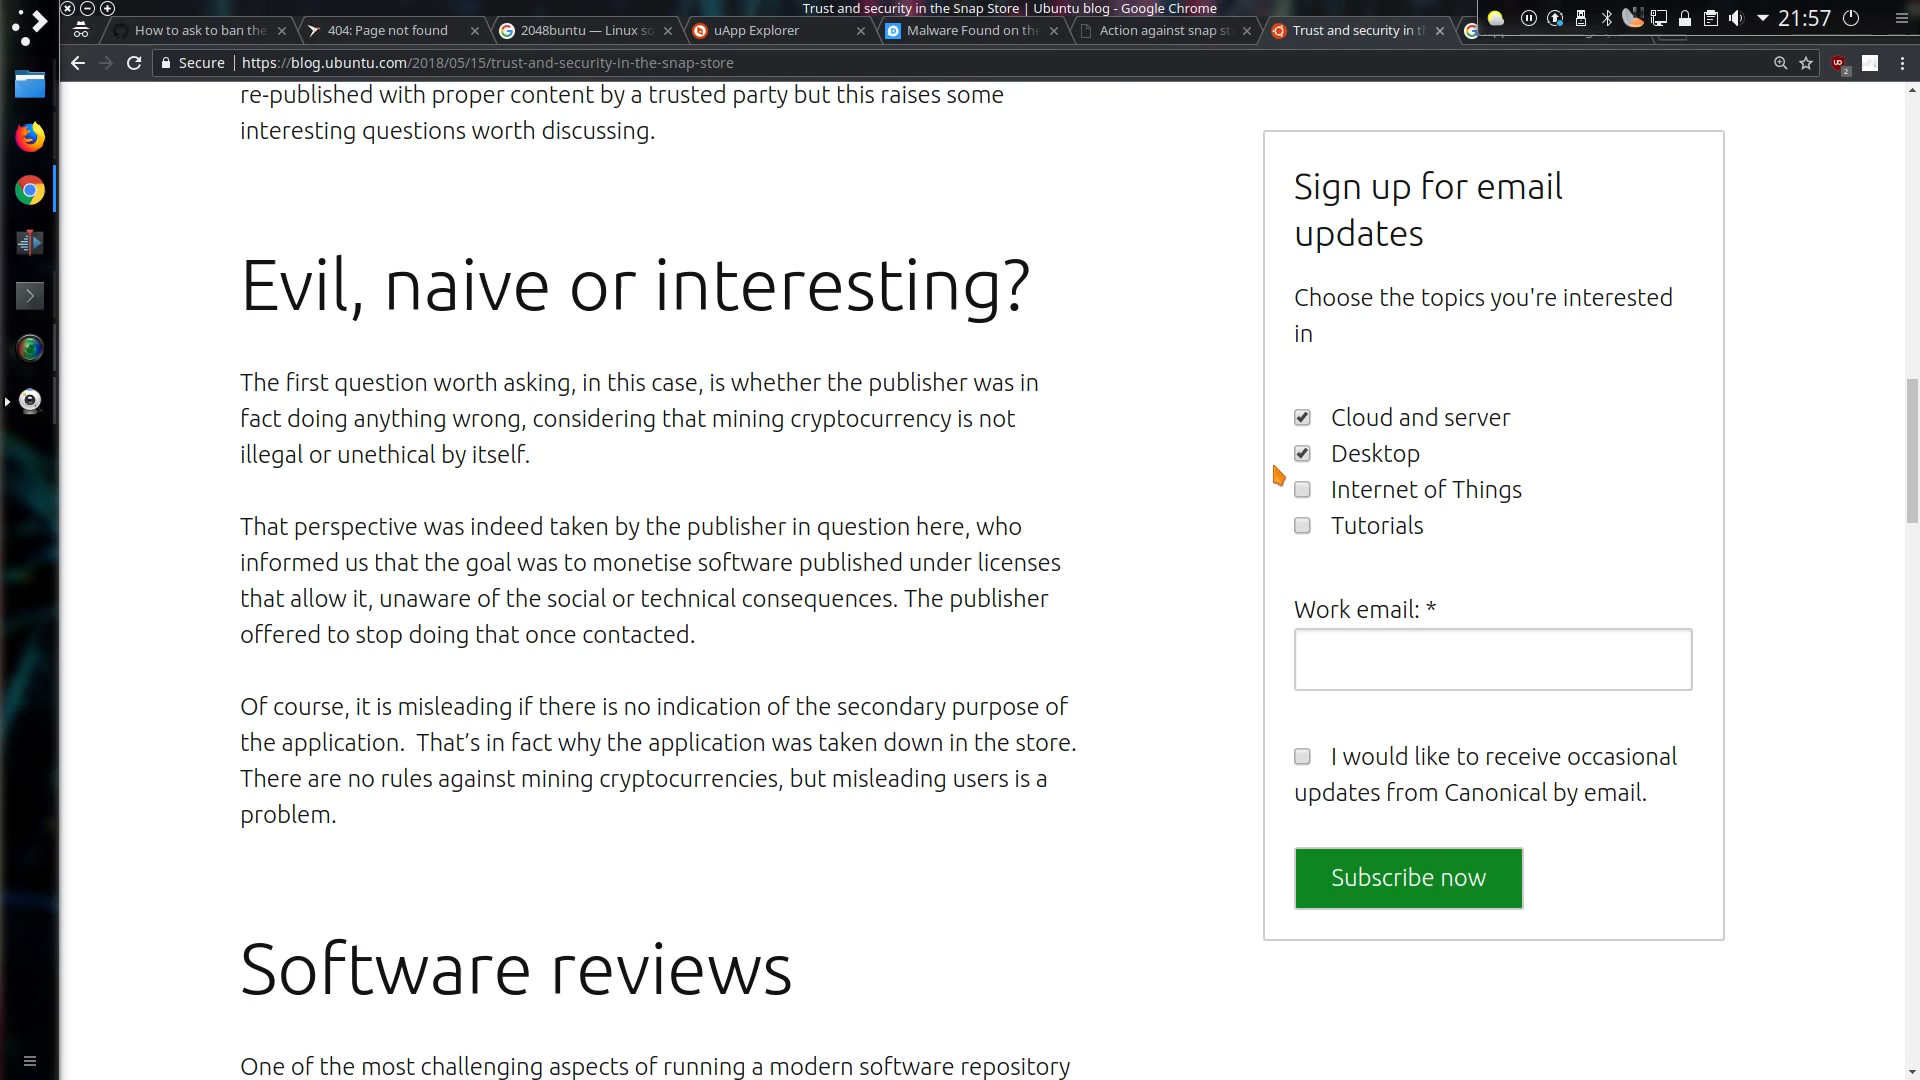 Trust and security in the Snap Store | Ubuntu blog - Google Chrome
How to ask to ban the
404: Page not found
2048buntu — Linux so
uApp Explorer
Malware Found on the
Action against snap st
Trust and security in t
21:57
Secure
https://blog.ubuntu.com/2018/05/15/trust-and-security-in-the-snap-store
2
re-published with proper content by a trusted party but this raises some
interesting questions worth discussing.
Evil, naive or interesting?
The first question worth asking, in this case, is whether the publisher was in
fact doing anything wrong, considering that mining cryptocurrency is not
illegal or unethical by itself.
That perspective was indeed taken by the publisher in question here, who
informed us that the goal was to monetise software published under licenses
that allow it, unaware of the social or technical consequences. The publisher
offered to stop doing that once contacted.
Of course, it is misleading if there is no indication of the secondary purpose of
the application.  That’s in fact why the application was taken down in the store.
There are no rules against mining cryptocurrencies, but misleading users is a
problem.
Software reviews
One of the most challenging aspects of running a modern software repository
Sign up for email
updates
Choose the topics you're interested
in
Cloud and server
Desktop
Internet of Things
Tutorials
Work email: *
I would like to receive occasional
updates from Canonical by email.
Subscribe now